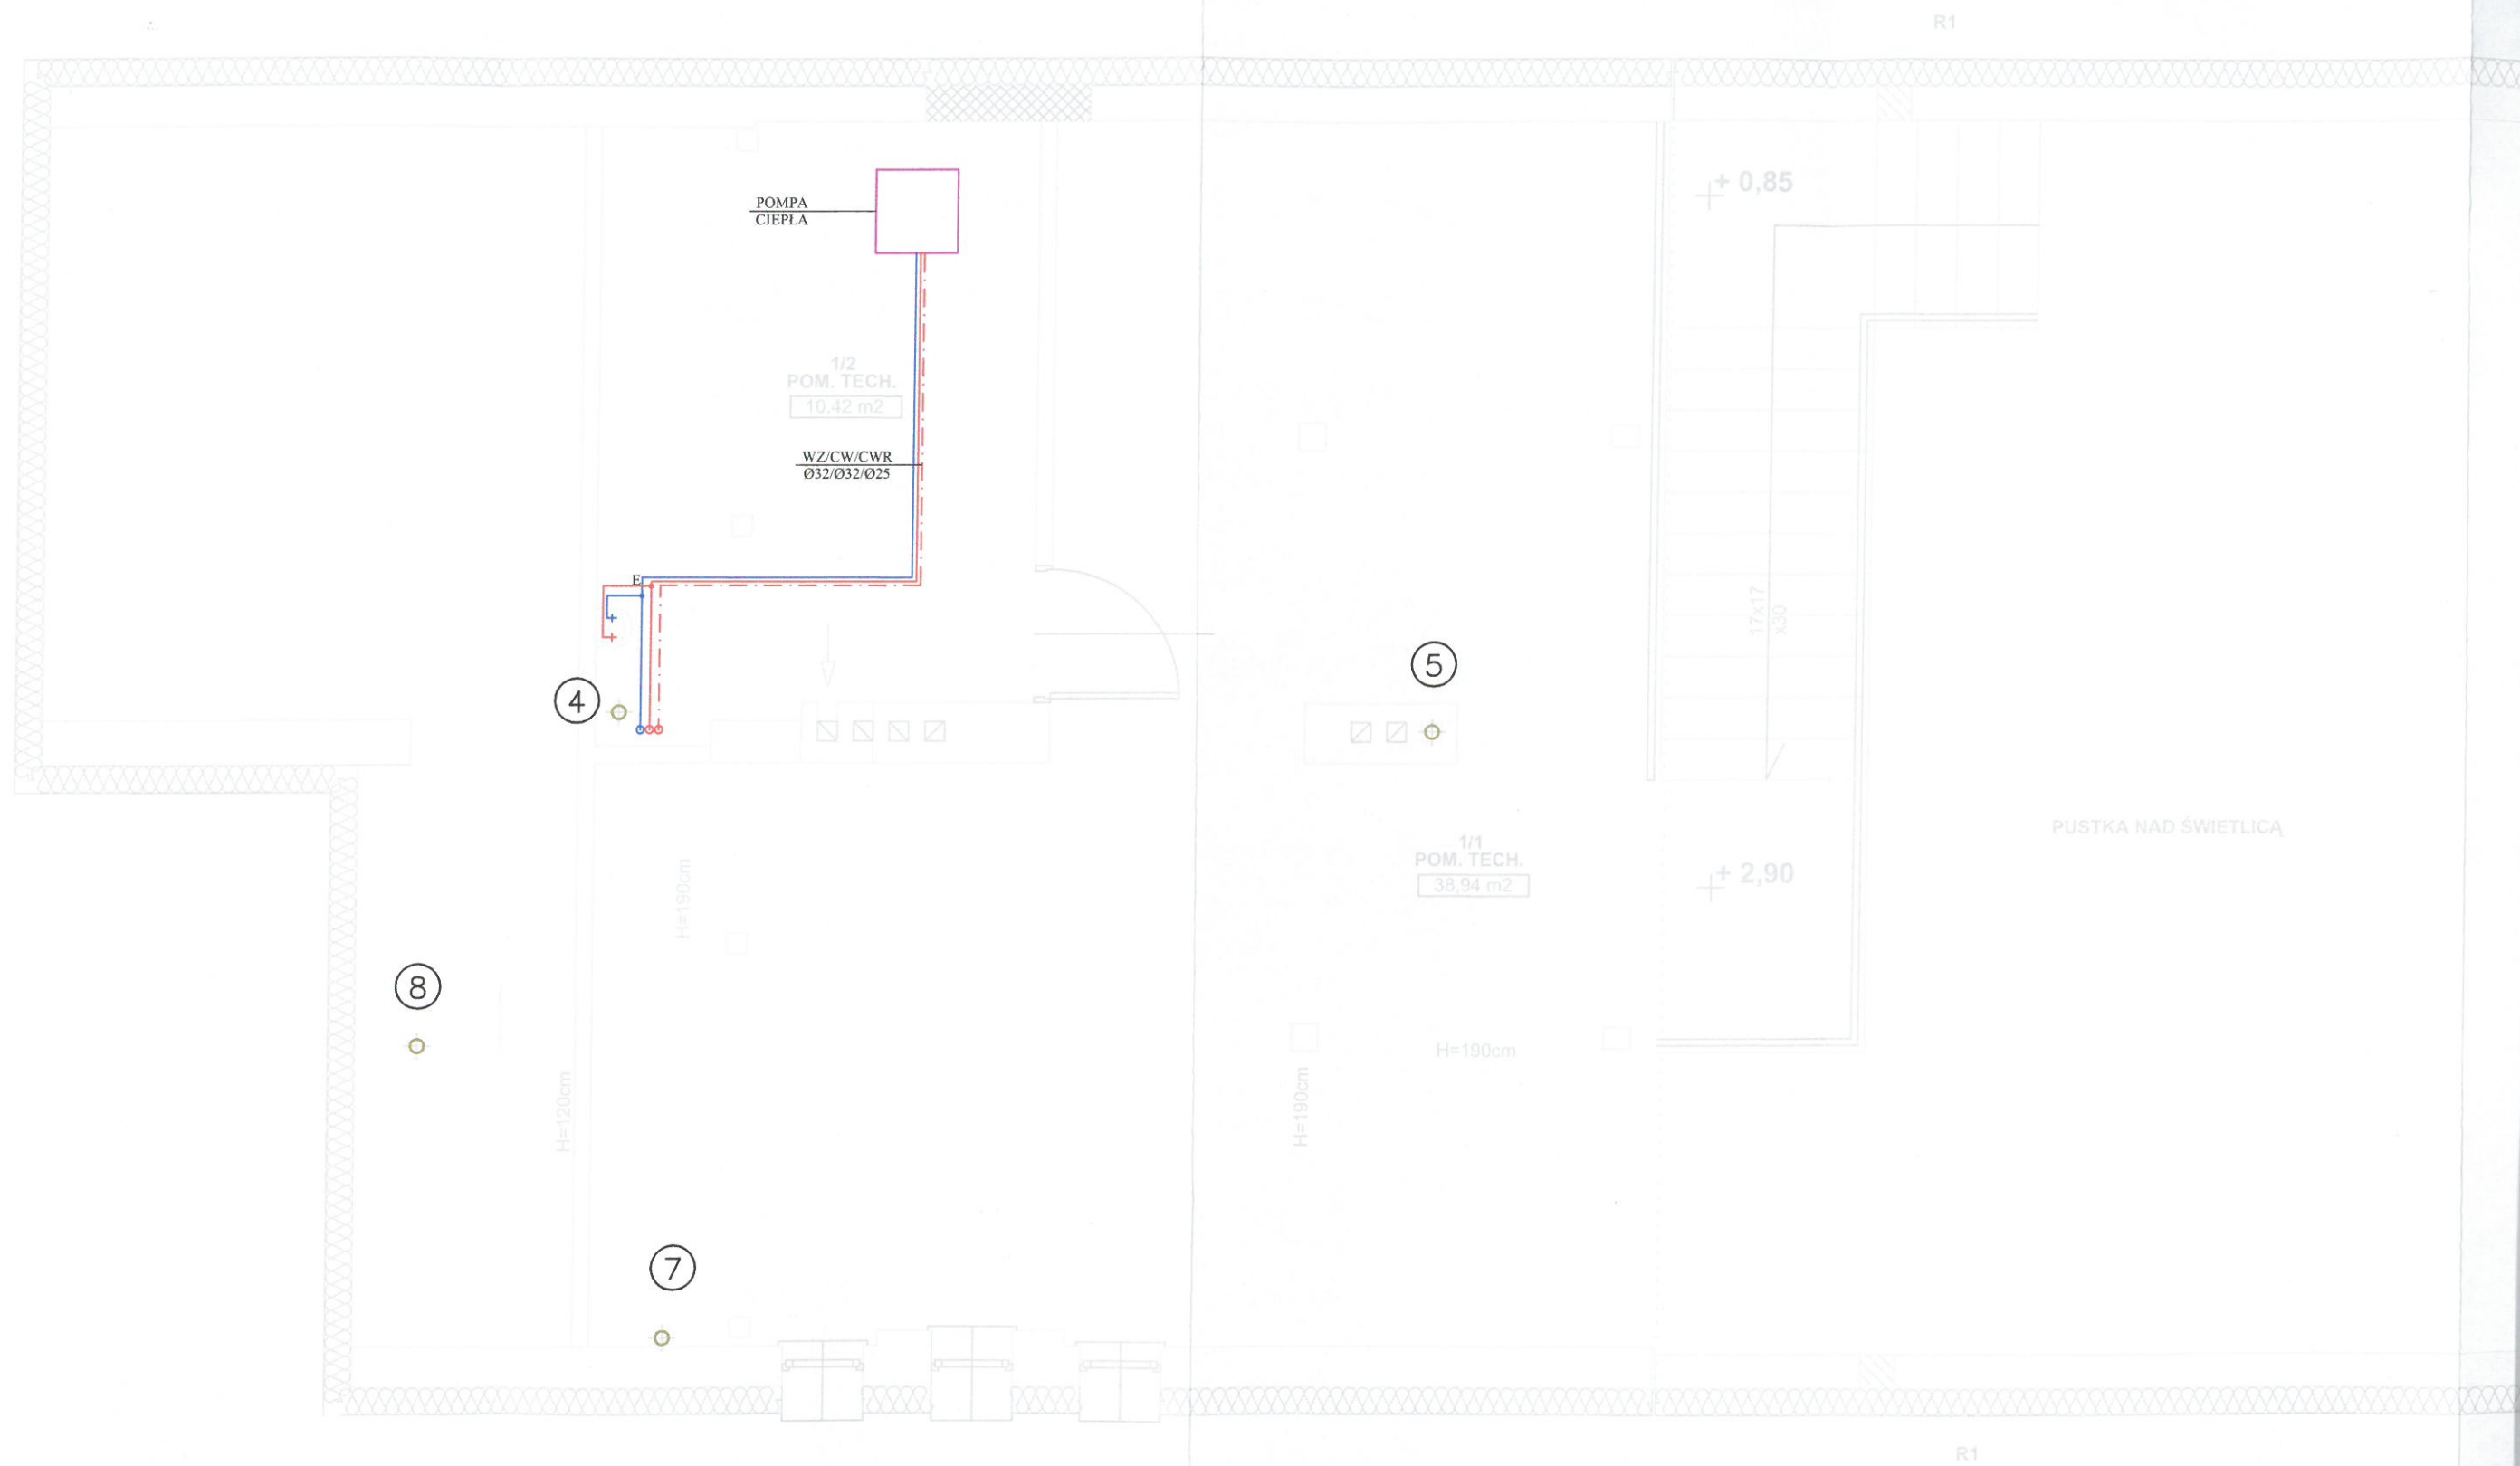 R1
+ 0,85
POMPA
CIEPŁA
1/2
POM. TECH.
10,42 m2
WZ/CW/CWR
Ø32/Ø32/Ø25
E
17x17
x30
4
5
PUSTKA NAD ŚWIETLICĄ
1/1
POM. TECH.
38,94 m2
+ 2,90
H=190cm
8
H=190cm
H=120cm
H=190cm
7
R1